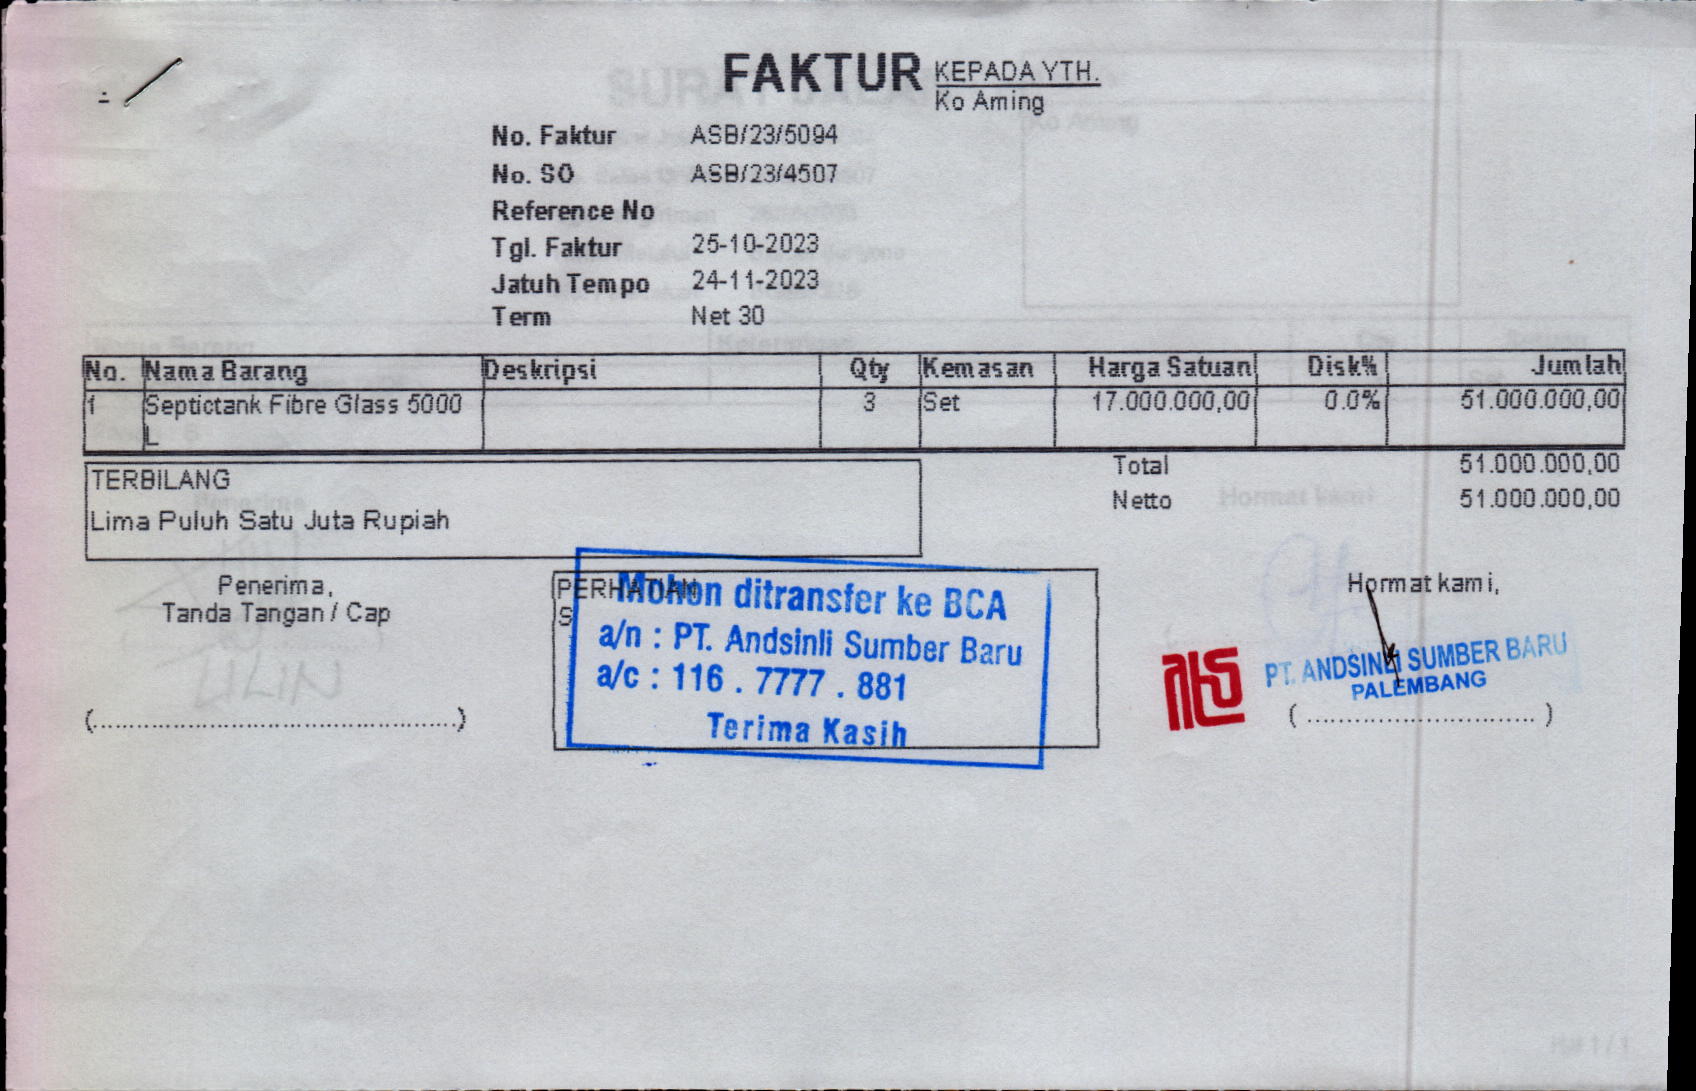 FAKTUR
KEPADA YTH.
Ko Aming
No. Faktur ASB/23/5094
No. SO ASB/23/4507
Reference No
Tgl. Faktur 25-10-2023
Jatuh Tempo 24-11-2023
Term Net 30
No. Nama Barang Deskripsi Qty Kemasan Harga Satuan Disk% Jumlah
1 Septictank Fibre Glass 5000 3 Set 17.000.000,00 0.0% 51.000.000,00
L
Total 51.000.000,00
Netto 51.000.000,00
TERBILANG
Lima Puluh Satu Juta Rupiah
Penerima,
Tanda Tangan / Cap
(............................................)
PERHATIAN
S
Mohon ditransfer ke BCA
a/n : PT. Andsinli Sumber Baru
a/c : 116 . 7777 . 881
Terima Kasih
Hormat kami,
PT. ANDSINLI SUMBER BARU
PALEMBANG
(............................)